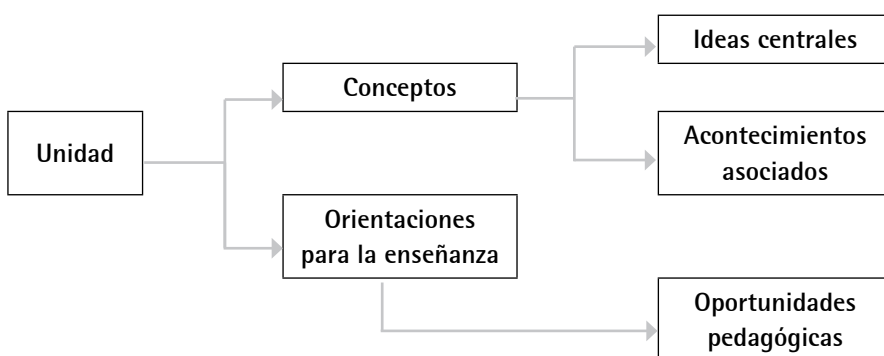 Unidad
Conceptos
Orientaciones
para la enseñanza
Ideas centrales
Acontecimientos
asociados
Oportunidades
pedagógicas